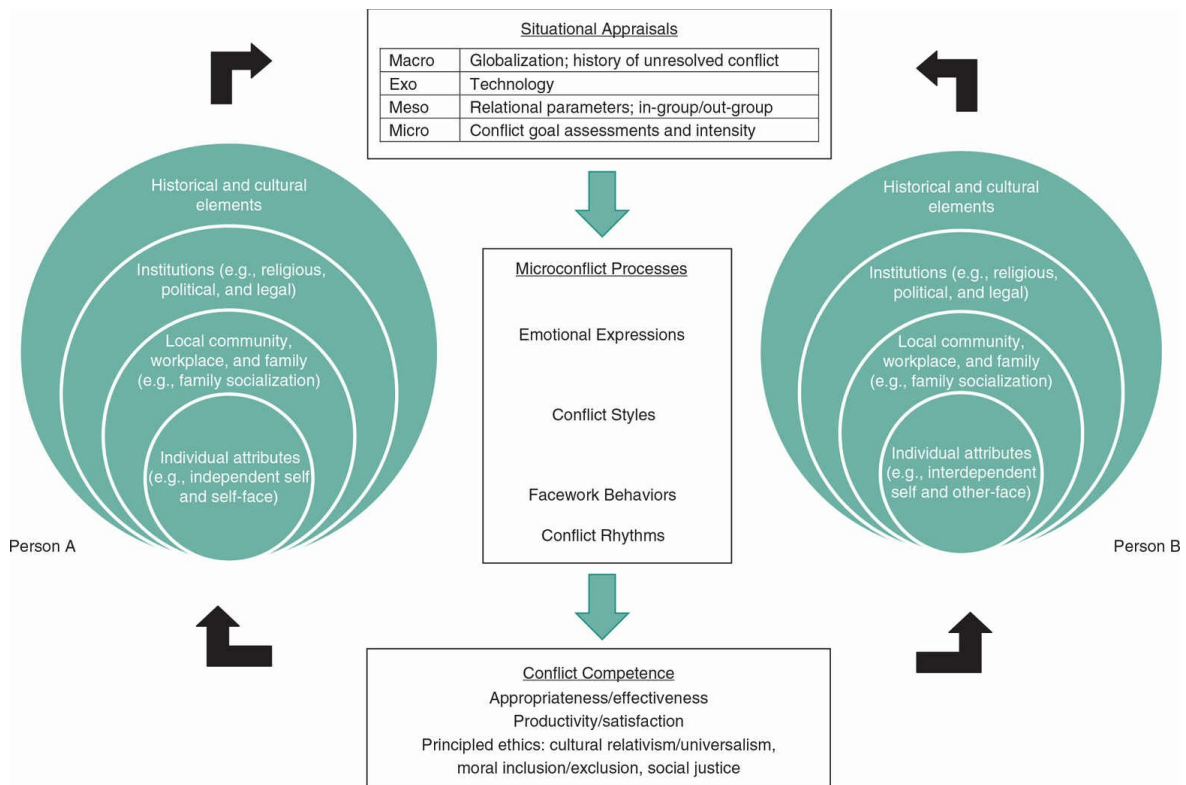 Situational Appraisals
Macro Globalization; history of unresolved conflict
Exo Technology
Meso Relational parameters; in-group/out-group
Micro Conflict goal assessments and intensity
Historical and cultural
elements
Institutions (e.g., religious,
political, and legal)
Local community,
workplace, and family
(e.g., family socialization)
Individual attributes
(e.g., independent self
and self-face)
Person A
Microconflict Processes
Emotional Expressions
Conflict Styles
Facework Behaviors
Conflict Rhythms
Historical and cultural
elements
Institutions (e.g., religious,
political, and legal)
Local community,
workplace, and family
(e.g., family socialization)
Individual attributes
(e.g., interdependent
self and other-face)
Person B
Conflict Competence
Appropriateness/effectiveness
Productivity/satisfaction
Principled ethics: cultural relativism/universalism,
moral inclusion/exclusion, social justice